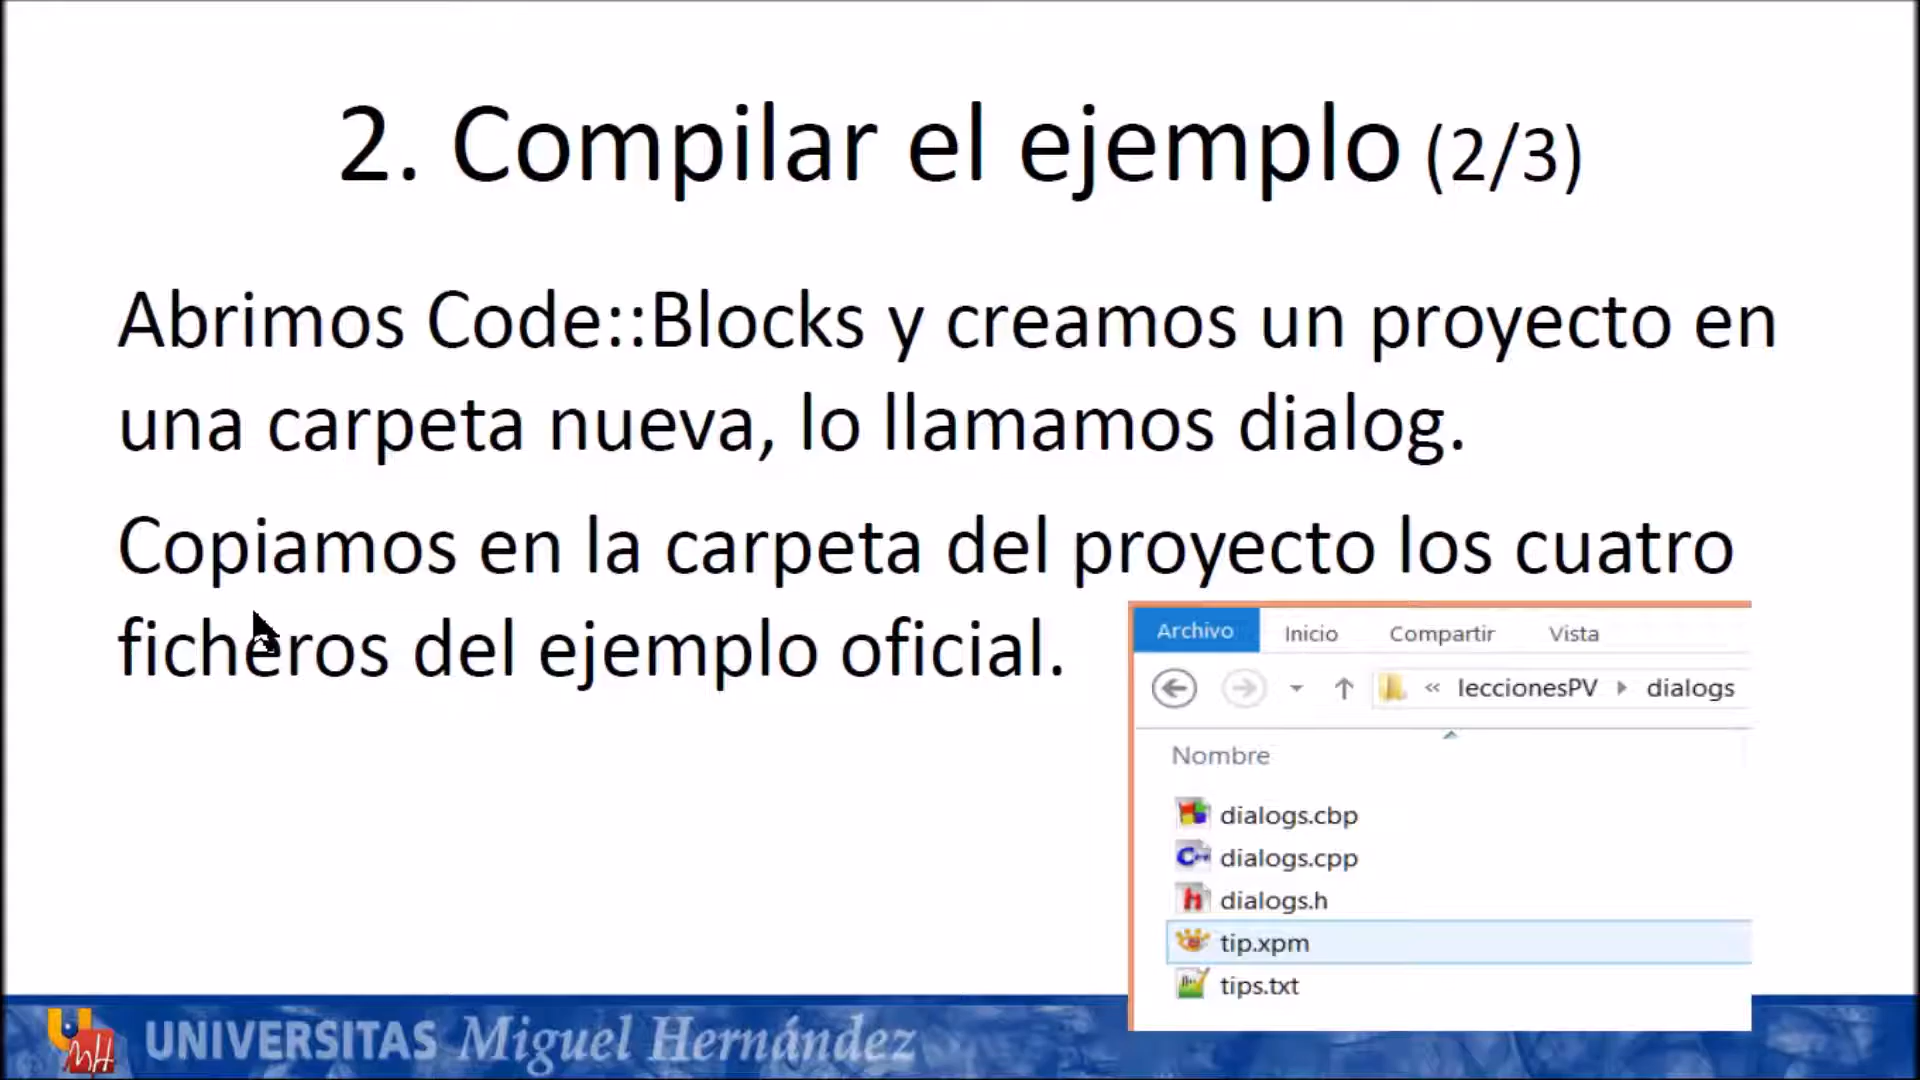 2. Compilar el ejemplo (2/3)
Abrimos Code::Blocks y creamos un proyecto en
una carpeta nueva, lo llamamos dialog.
Copiamos en la carpeta del proyecto los cuatro
ficheros del ejemplo oficial.
Archivo Inicio Compartir Vista
« leccionesPV dialogs
Nombre
dialogs.cbp
dialogs.cpp
dialogs.h
tip.xpm
tips.txt
UNIVERSITAS Miguel Hernández